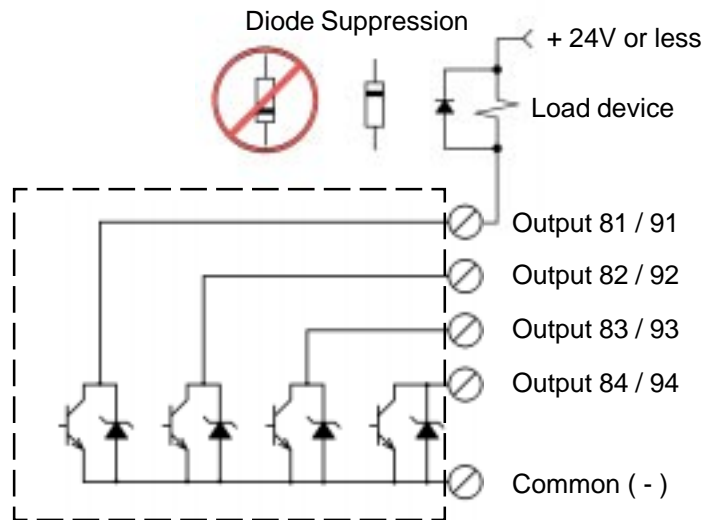 Diode Suppression
+ 24V or less
Load device
Output 81 / 91
Output 82 / 92
Output 83 / 93
Output 84 / 94
Common ( - )